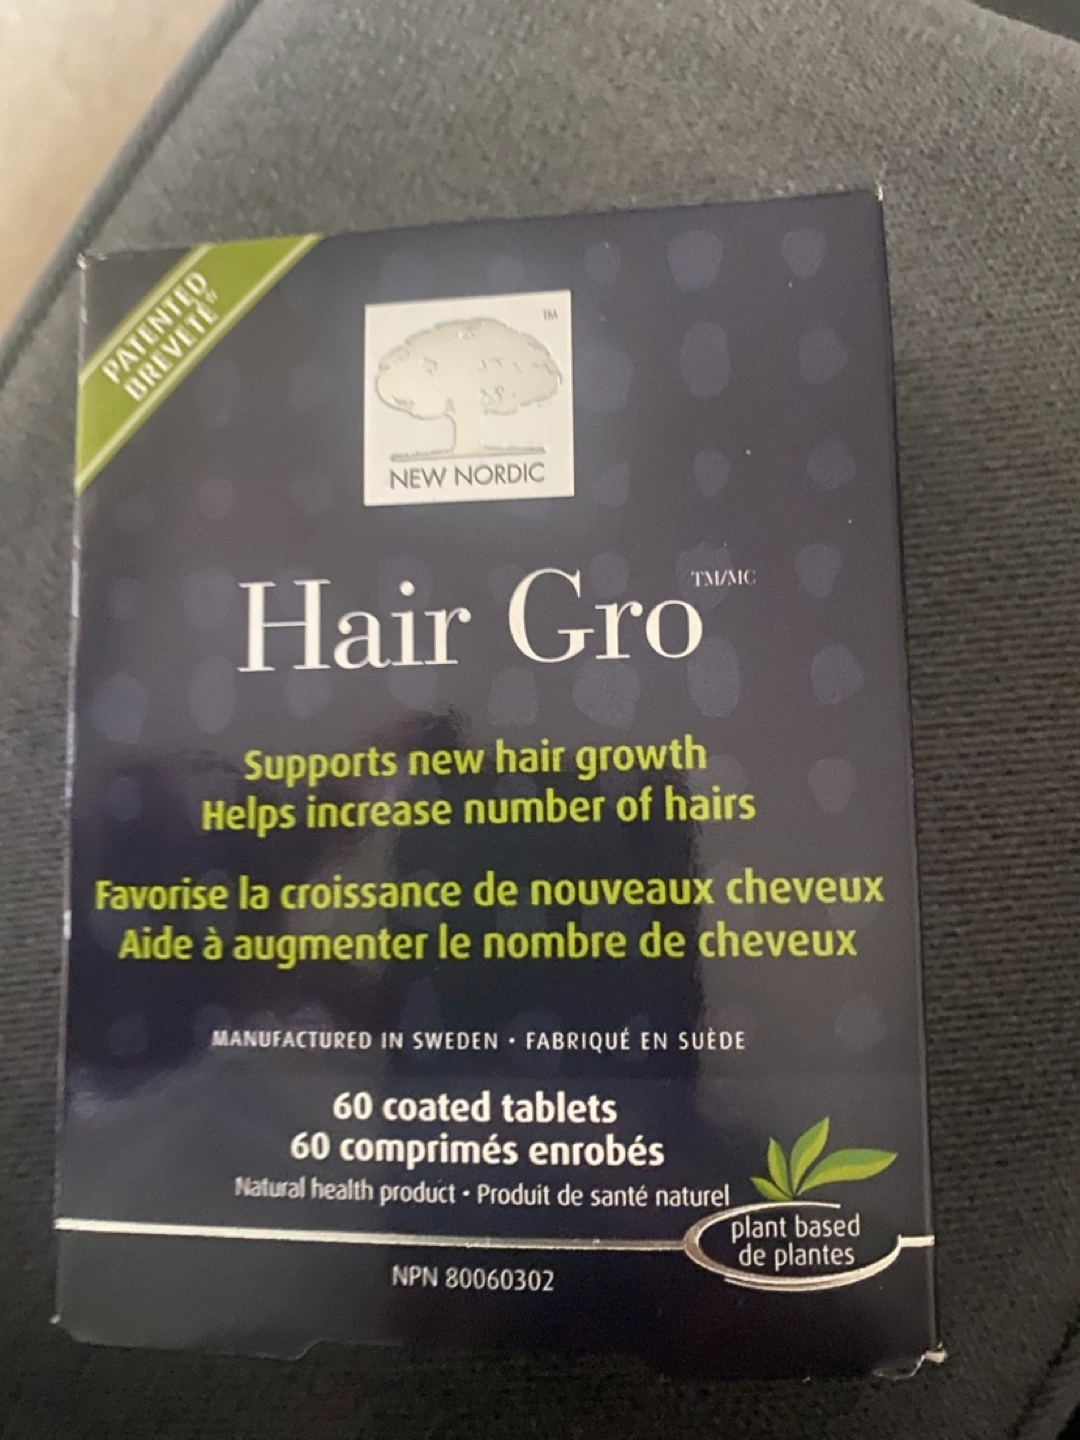 PATENTED
BREVETÉ
TM
NEW NORDIC
Hair Gro TM/MC
Supports new hair growth
Helps increase number of hairs
Favorise la croissance de nouveaux cheveux
Aide à augmenter le nombre de cheveux
MANUFACTURED IN SWEDEN • FABRIQUÉ EN SUÈDE
60 coated tablets
60 comprimés enrobés
Natural health product • Produit de santé naturel
plant based
de plantes
NPN 80060302